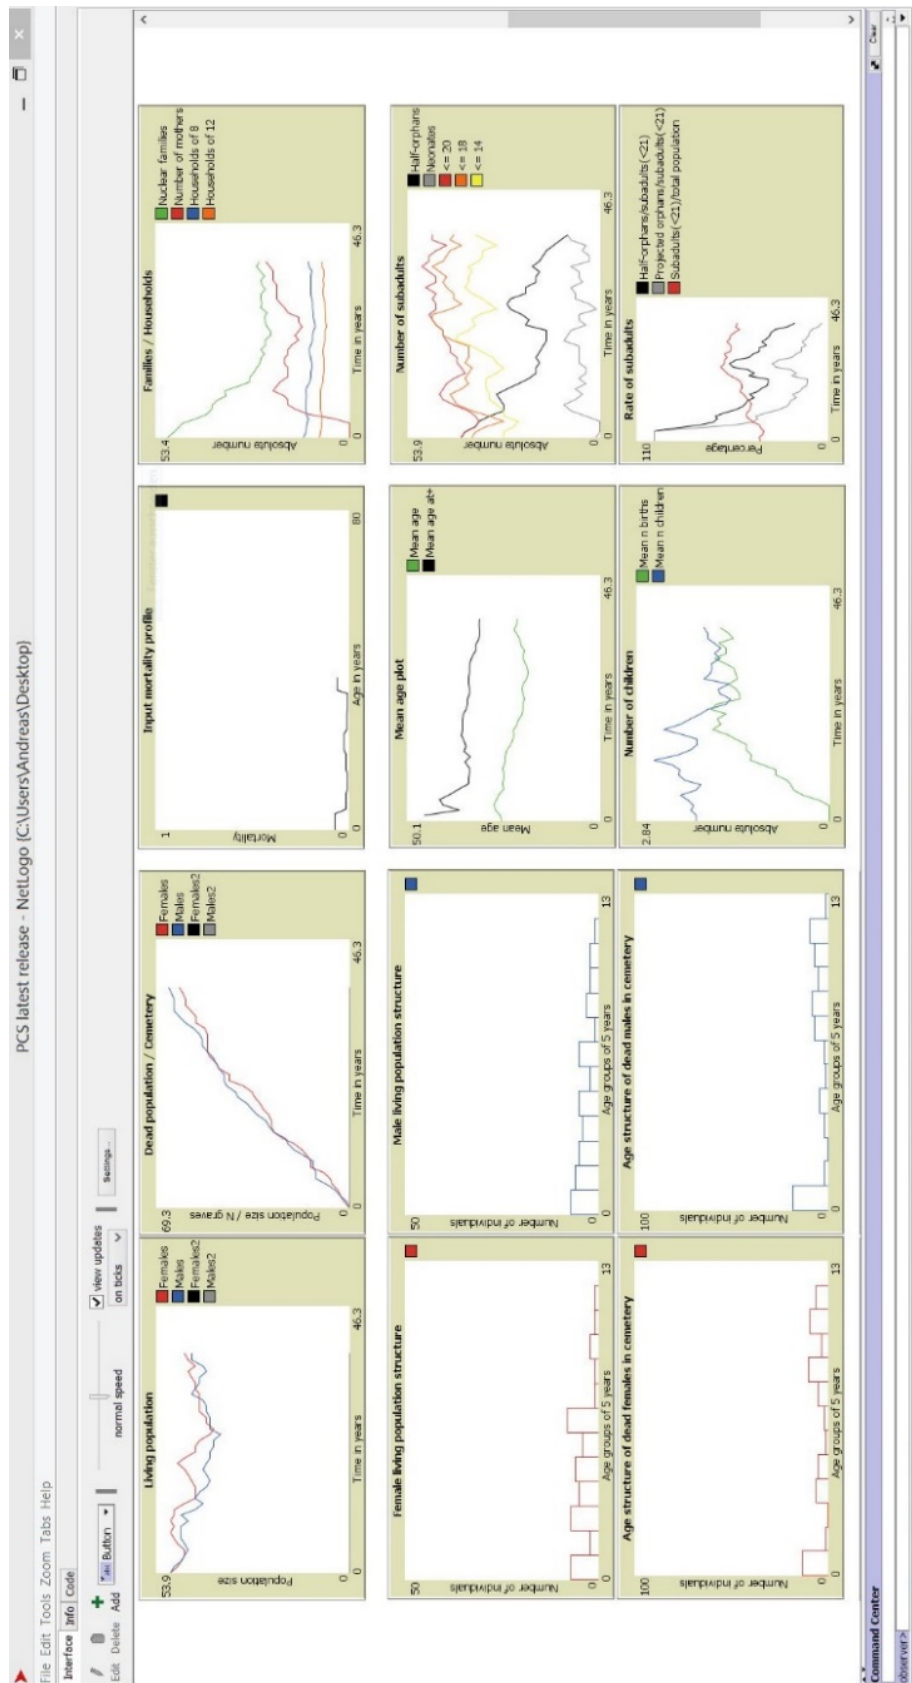 PCS latest release - NetLogo {C:\Users\Andreas\Desktop}
File Edit Tools Zoom Tabs Help
Interface Info Code
Edit Delete Add
Button
normal speed
view updates
on ticks
Settings...
Living population
53.9
Population size
0
0
Time in years
46.3
Females
Males
Females2
Males2
Dead population / Cemetery
69.3
Population size / N graves
0
0
Time in years
46.3
Females
Males
Females2
Males2
Input mortality profile
1
Mortality
0
0
Age in years
80
Families / Households
53.4
Absolute number
0
0
Time in years
46.3
Nuclear families
Number of mothers
Households of 8
Households of 12
Female living population structure
50
Number of individuals
0
0
Age groups of 5 years
13
Male living population structure
50
Number of individuals
0
0
Age groups of 5 years
13
Mean age plot
50.1
Mean age
0
0
Time in years
46.3
Mean age
Mean age at+
Number of subadults
53.9
Absolute number
0
0
Time in years
46.3
Half-orphans
Neonates
<= 20
<= 18
<= 14
Age structure of dead females in cemetery
100
Number of individuals
0
0
Age groups of 5 years
13
Age structure of dead males in cemetery
100
Number of individuals
0
0
Age groups of 5 years
13
Number of children
2.84
Absolute number
0
0
Time in years
46.3
Mean n births
Mean n children
Rate of subadults
110
Percentage
0
0
Time in years
46.3
Half-orphans/subadults(<21)
Projected orphans/subadults(<21)
Subadults(<21)/total population
Command Center
Clear
observer>